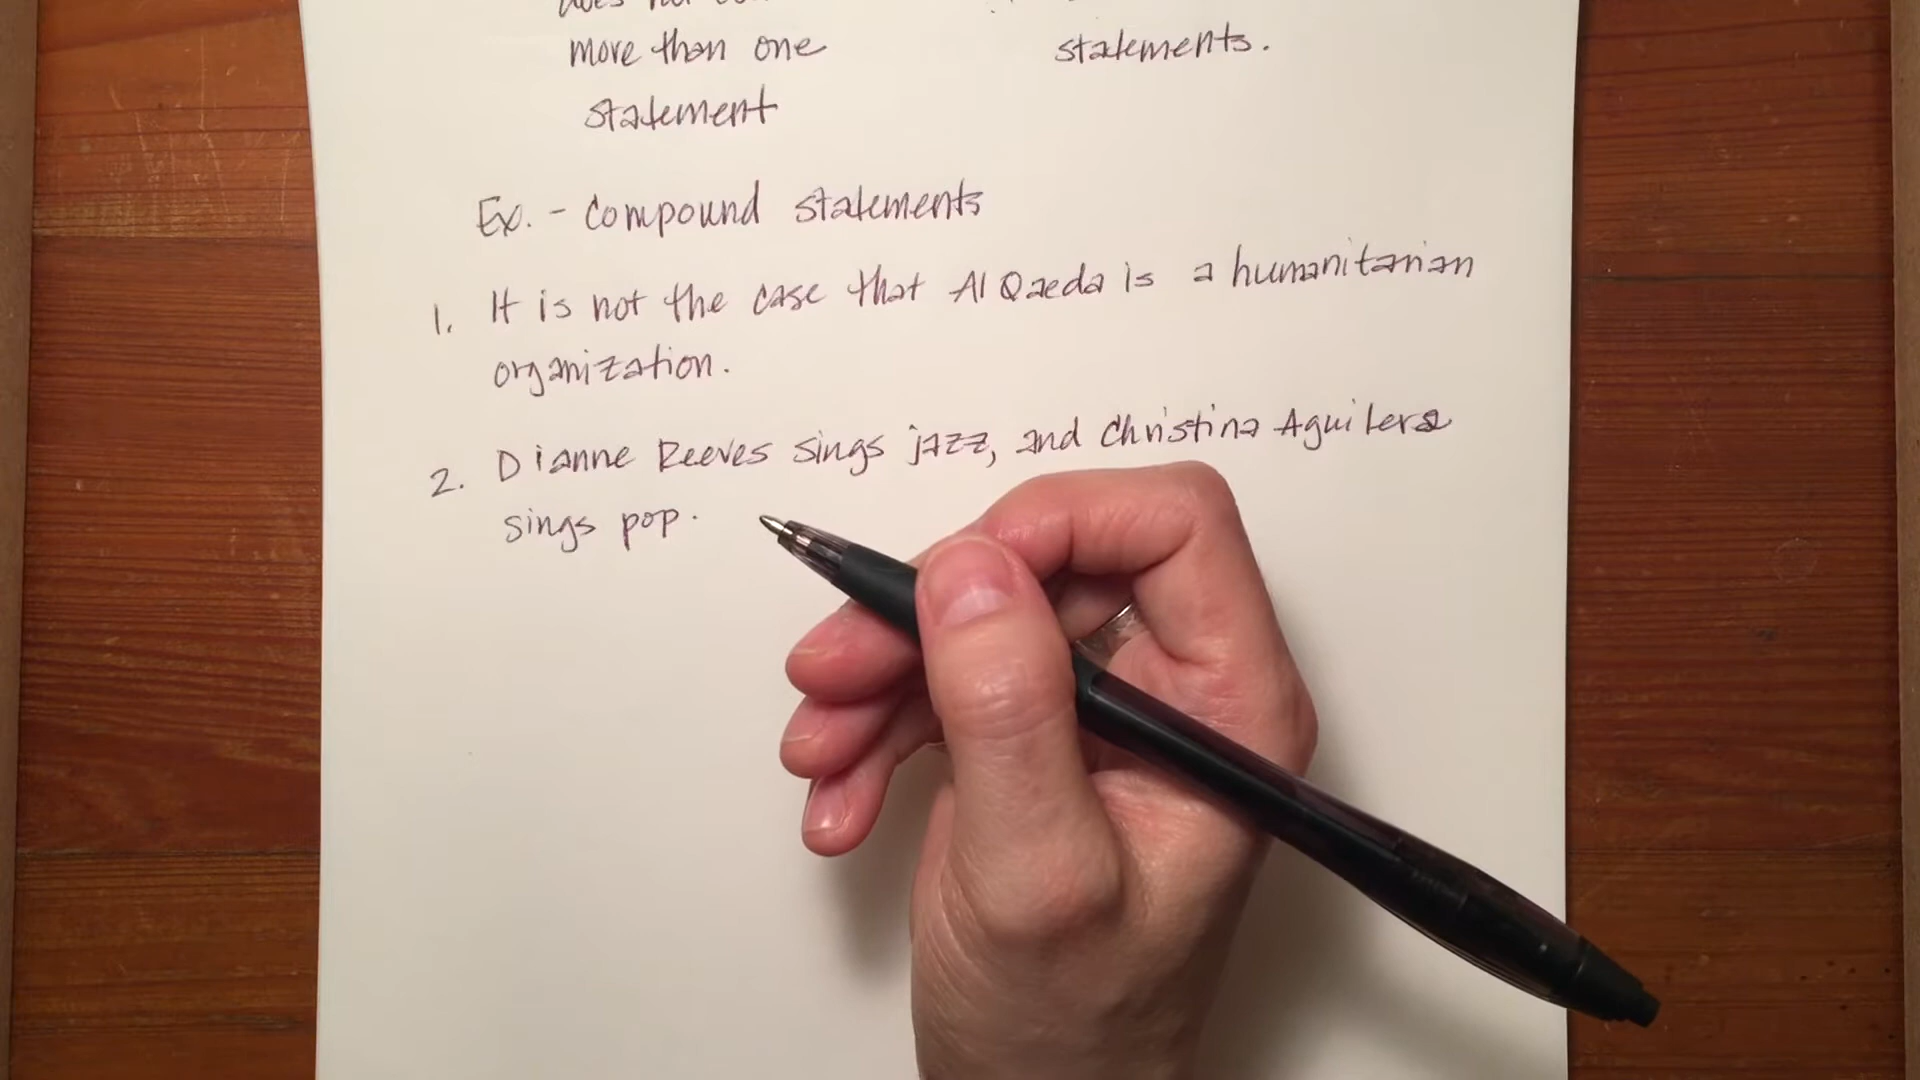 more than one
statements.
statement
Ex. - Compound statements
1. It is not the case that Al Qaeda is a humanitarian
organization.
2. Dianne Reeves sings jazz, and Christina Aguilera
sings pop.